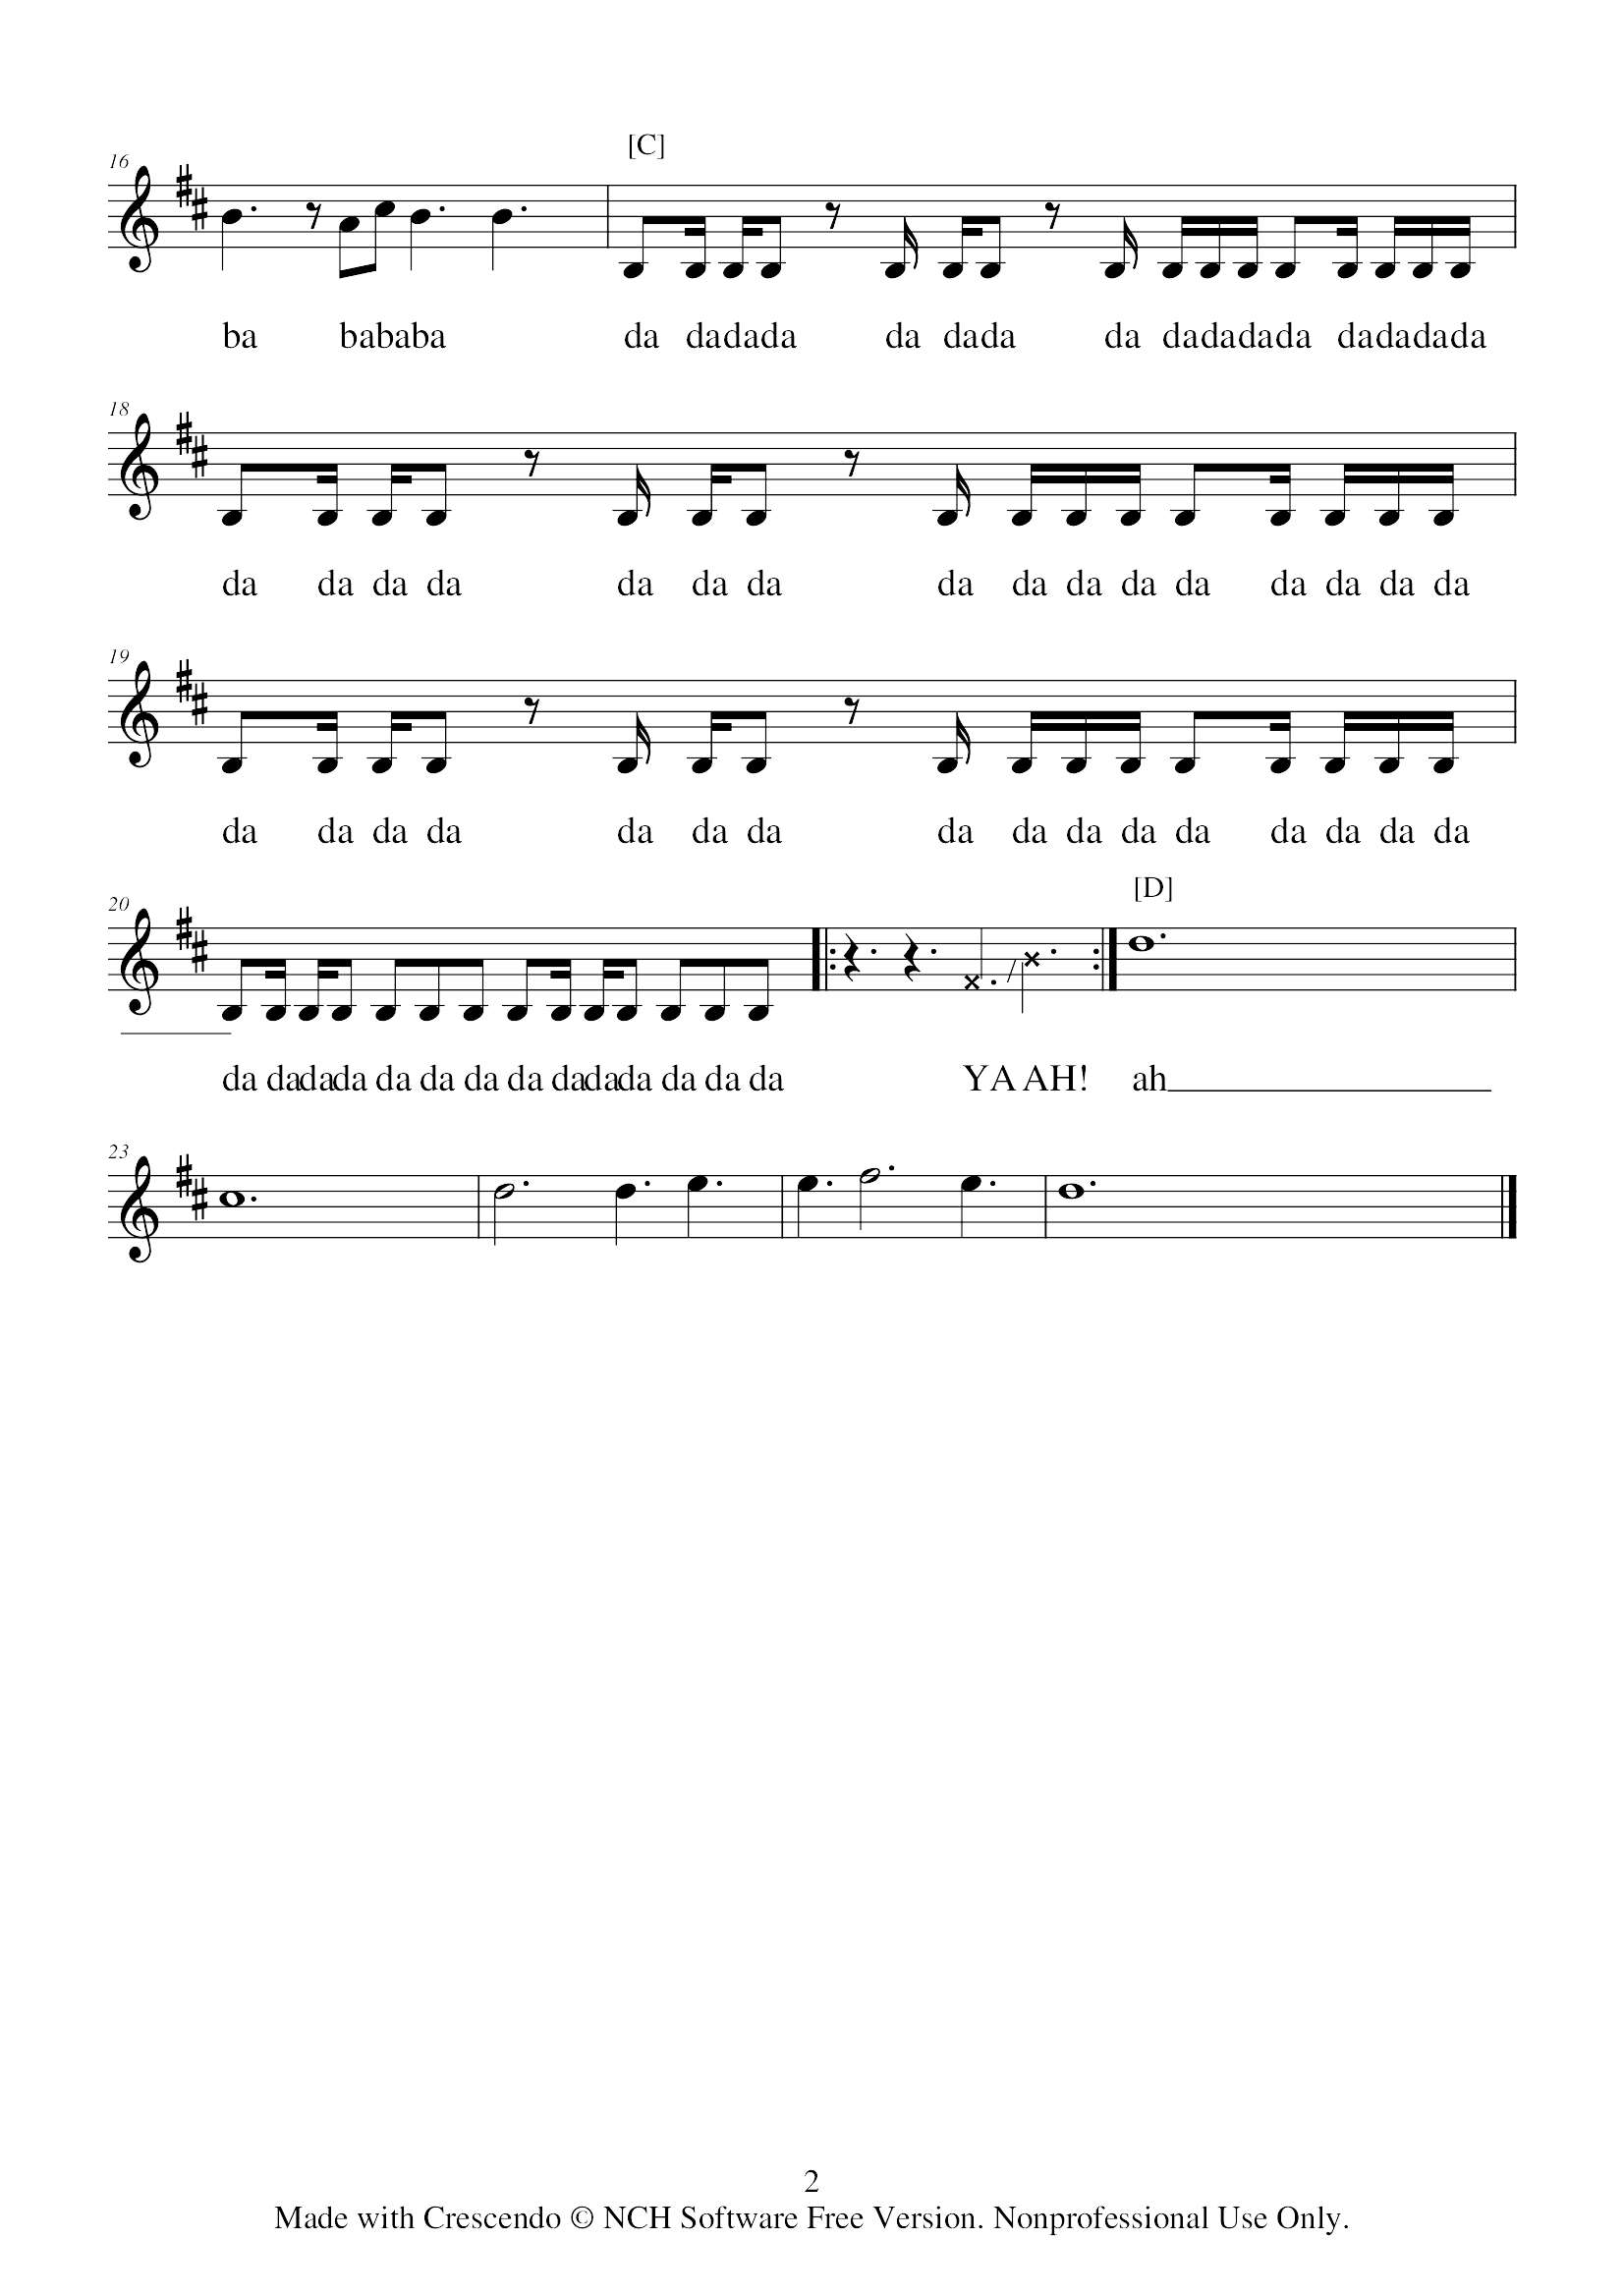 [C]
16
ba bababa da dadada da dada da dadadada dadadada
18
da da da da da da da da da da da da da da da da
19
da da da da da da da da da da da da da da da da
[D]
20
da dadada da da da da dadada da da da YA AH! ah
23
2
Made with Crescendo © NCH Software Free Version. Nonprofessional Use Only.